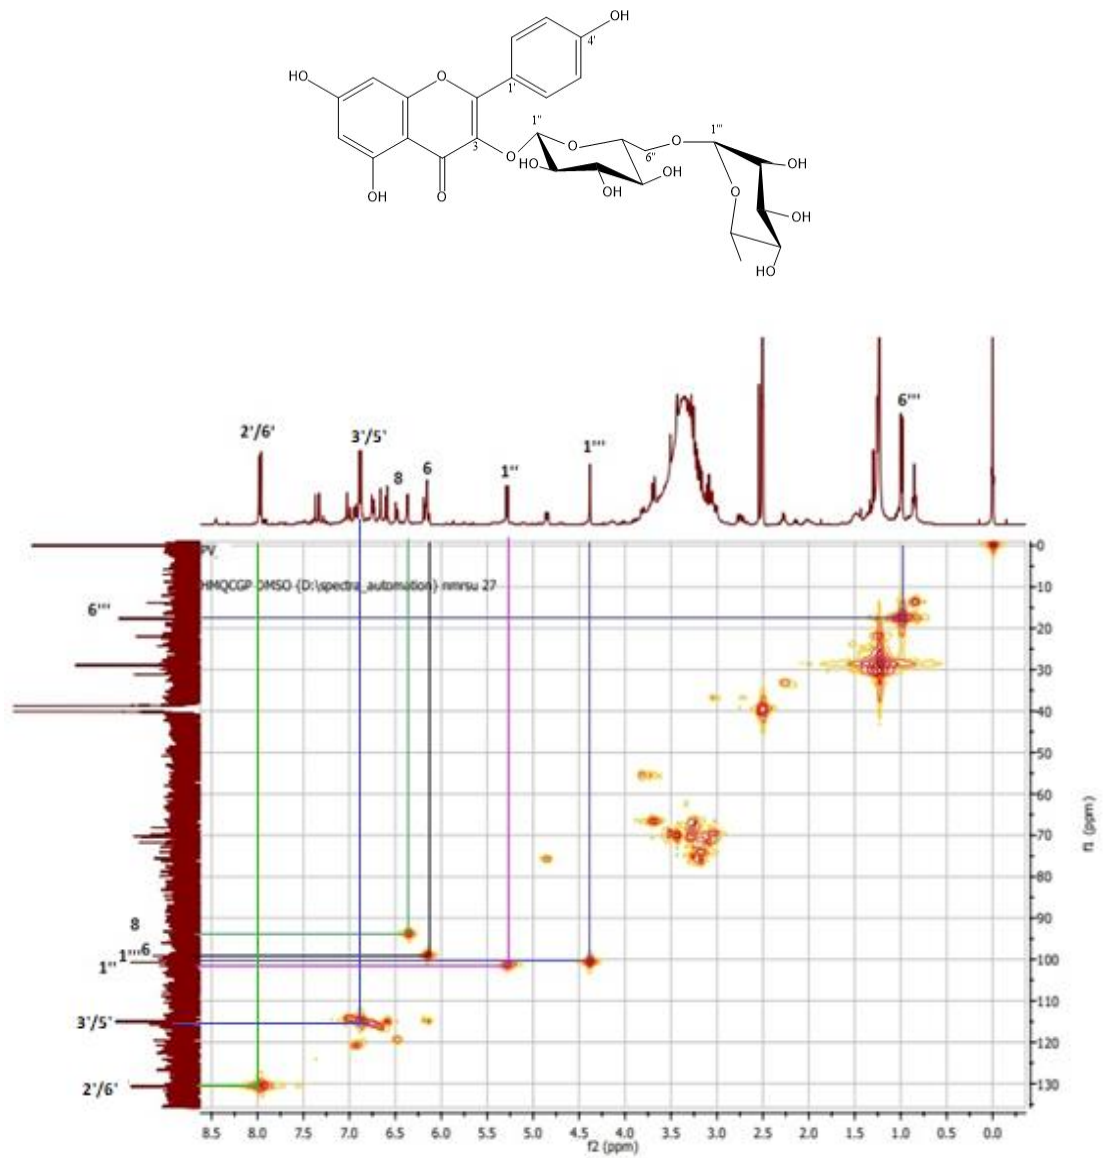 OH
4'
HO
O
1'
1''
1'''
3
O
O
6''
O
OH
HO
OH
OH
O
OH
O
OH
HO
6'''
2'/6'
3'/5'
1'''
8
6
1''
PV
HMQCGP DMSO {D:\spectra_automation} nmrsu 27
6'''
8
1'''6
1''
3'/5'
2'/6'
0
10
20
30
40
50
60
70
80
90
100
110
120
130
f1 (ppm)
8.5 8.0 7.5 7.0 6.5 6.0 5.5 5.0 4.5 4.0 3.5 3.0 2.5 2.0 1.5 1.0 0.5 0.0
f2 (ppm)